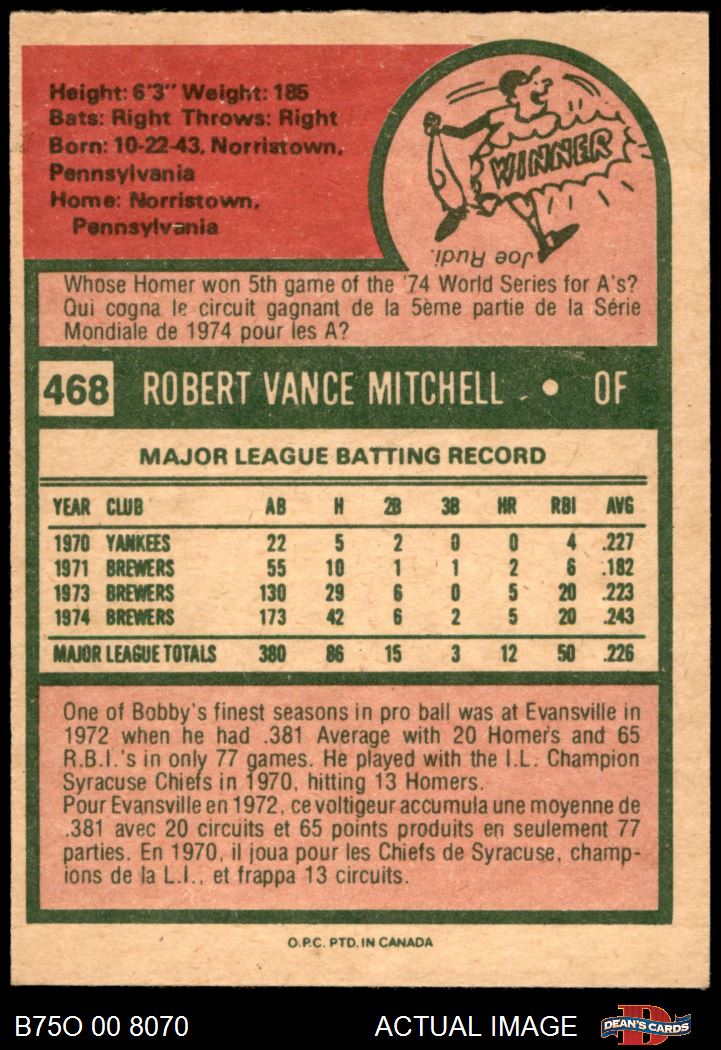 Height: 6'3" Weight: 185
Bats: Right Throws: Right
Born: 10-22-43, Norristown,
Pennsylvania
Home: Norristown,
Pennsylvania
WINNER
Joe Rudi.
Whose Homer won 5th game of the '74 World Series for A's?
Qui cogna le circuit gagnant de la 5ème partie de la Série
Mondiale de 1974 pour les A?
468 ROBERT VANCE MITCHELL • OF
MAJOR LEAGUE BATTING RECORD
YEAR CLUB AB H 2B 3B HR RBI AVG
1970 YANKEES 22 5 2 0 0 4 .227
1971 BREWERS 55 10 1 1 2 6 .182
1973 BREWERS 130 29 6 0 5 20 .223
1974 BREWERS 173 42 6 2 5 20 .243
MAJOR LEAGUE TOTALS 380 86 15 3 12 50 .226
One of Bobby's finest seasons in pro ball was at Evansville in
1972 when he had .381 Average with 20 Homers and 65
R.B.I.'s in only 77 games. He played with the I.L. Champion
Syracuse Chiefs in 1970, hitting 13 Homers.
Pour Evansville en 1972, ce voltigeur accumula une moyenne de
.381 avec 20 circuits et 65 points produits en seulement 77
parties. En 1970, il joua pour les Chiefs de Syracuse, champ-
ions de la L.I., et frappa 13 circuits.
O.P.C. PTD. IN CANADA
B75O 00 8070 ACTUAL IMAGE B DEAN'S CARDS